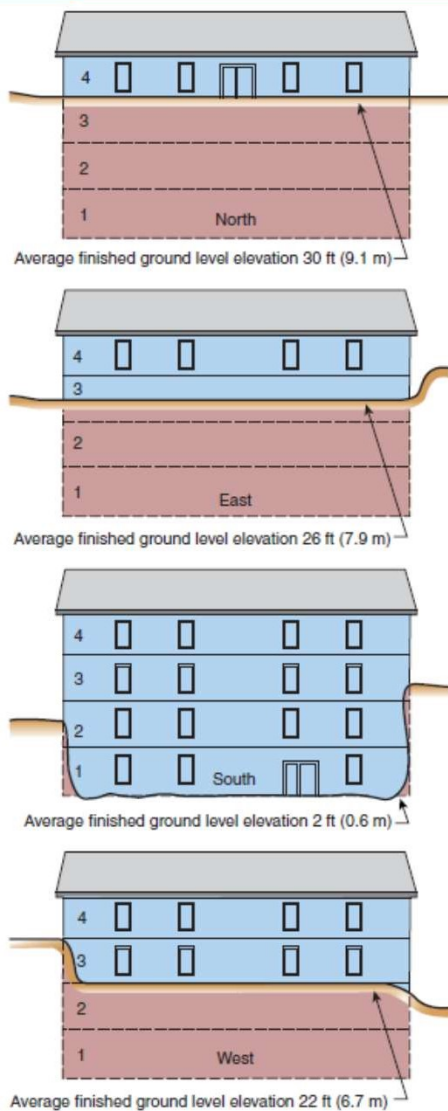 4
3
2
1
North
Average finished ground level elevation 30 ft (9.1 m)
4
3
2
1
East
Average finished ground level elevation 26 ft (7.9 m)
4
3
2
1
South
Average finished ground level elevation 2 ft (0.6 m)
4
3
2
1
West
Average finished ground level elevation 22 ft (6.7 m)